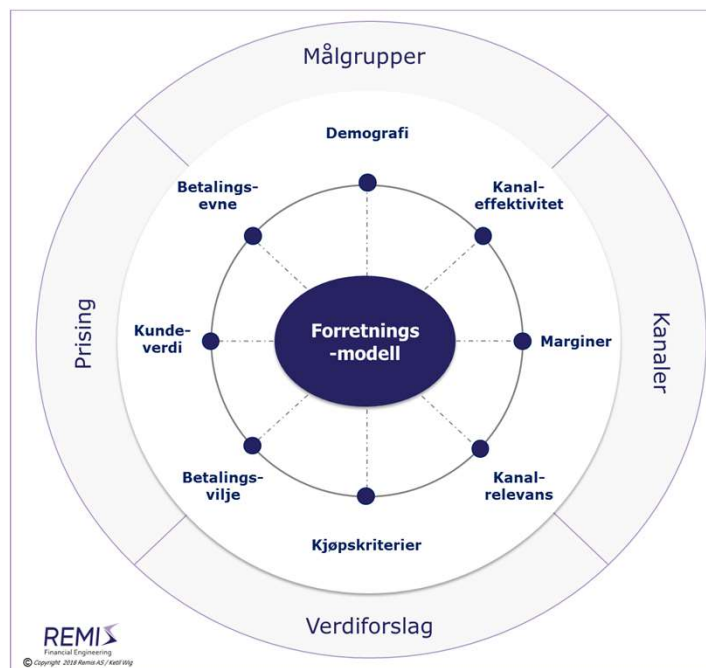 Målgrupper
Demografi
Betalings-
evne
Kanal-
effektivitet
Prising
Kunde-
verdi
Forretnings
-modell
Marginer
Kanaler
Betalings-
vilje
Kanal-
relevans
Kjøpskriterier
Verdiforslag
REMIS
Financial Engineering
© Copyright 2018 Remis AS / Ketil Wig